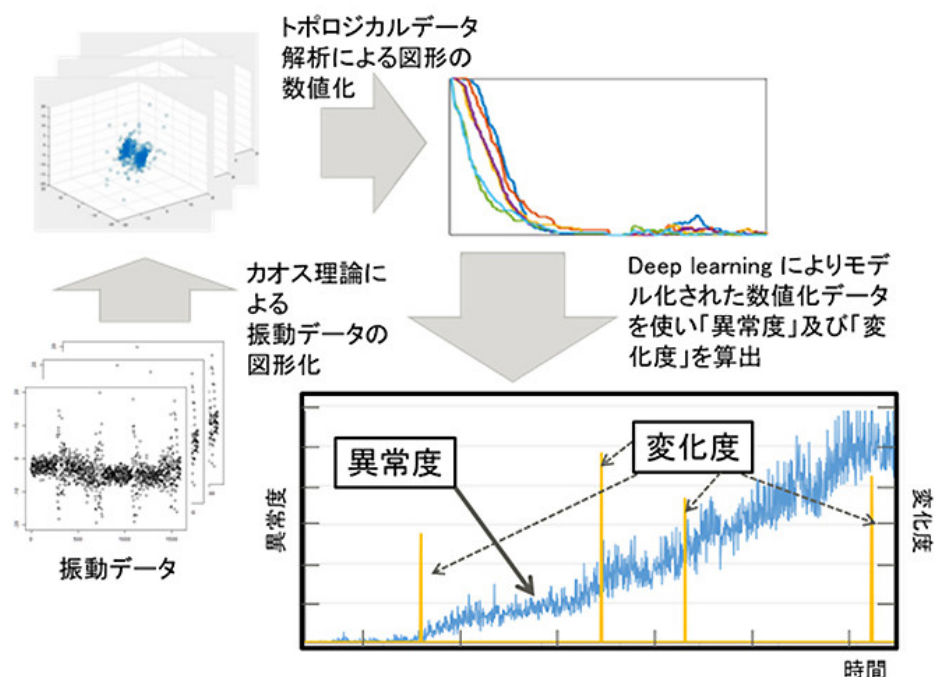 トポロジカルデータ
解析による図形の
数値化
カオス理論に
よる
振動データの
図形化
Deep learning によりモデ
ル化された数値化データ
を使い「異常度」及び「変
化度」を算出
振動データ
0
500
1000
1500
異常度
変化度
異常度
変化度
時間